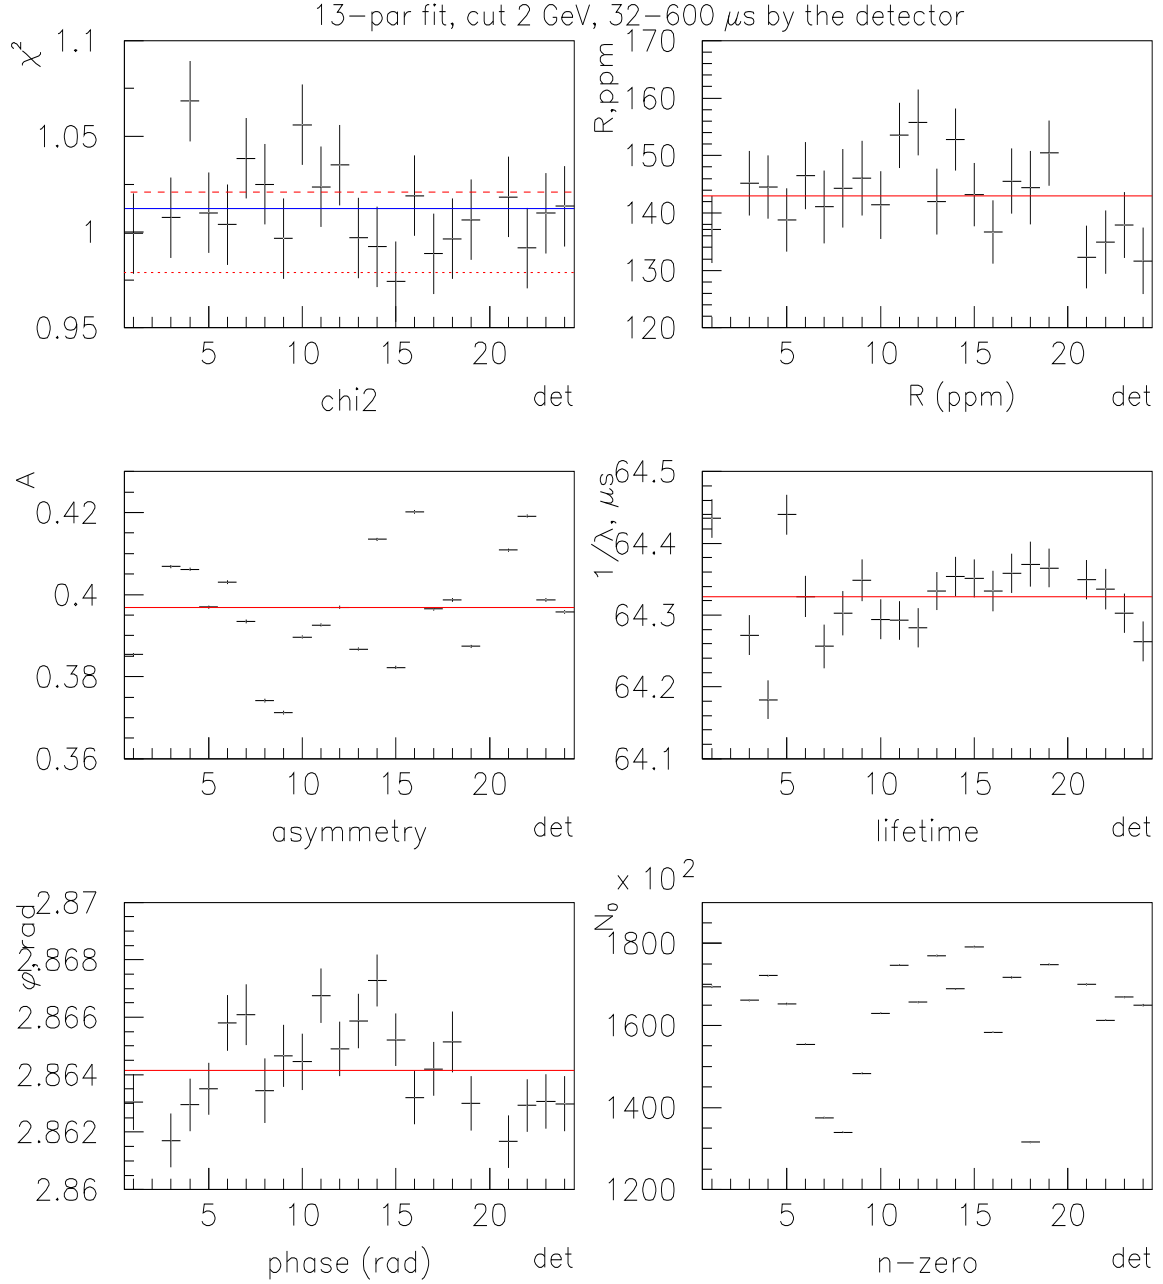 13-par fit, cut 2 GeV, 32-600 μs by the detector
χ²
1.1
1.05
1
0.95
5 10 15 20
chi2 det
R,ppm
170
160
150
140
130
120
5 10 15 20
R (ppm) det
A
0.42
0.4
0.38
0.36
5 10 15 20
asymmetry det
1/λ, μs
64.5
64.4
64.3
64.2
64.1
5 10 15 20
lifetime det
φ, rad
2.87
2.868
2.866
2.864
2.862
2.86
5 10 15 20
phase (rad) det
N₀
x 10²
1800
1600
1400
1200
5 10 15 20
n-zero det